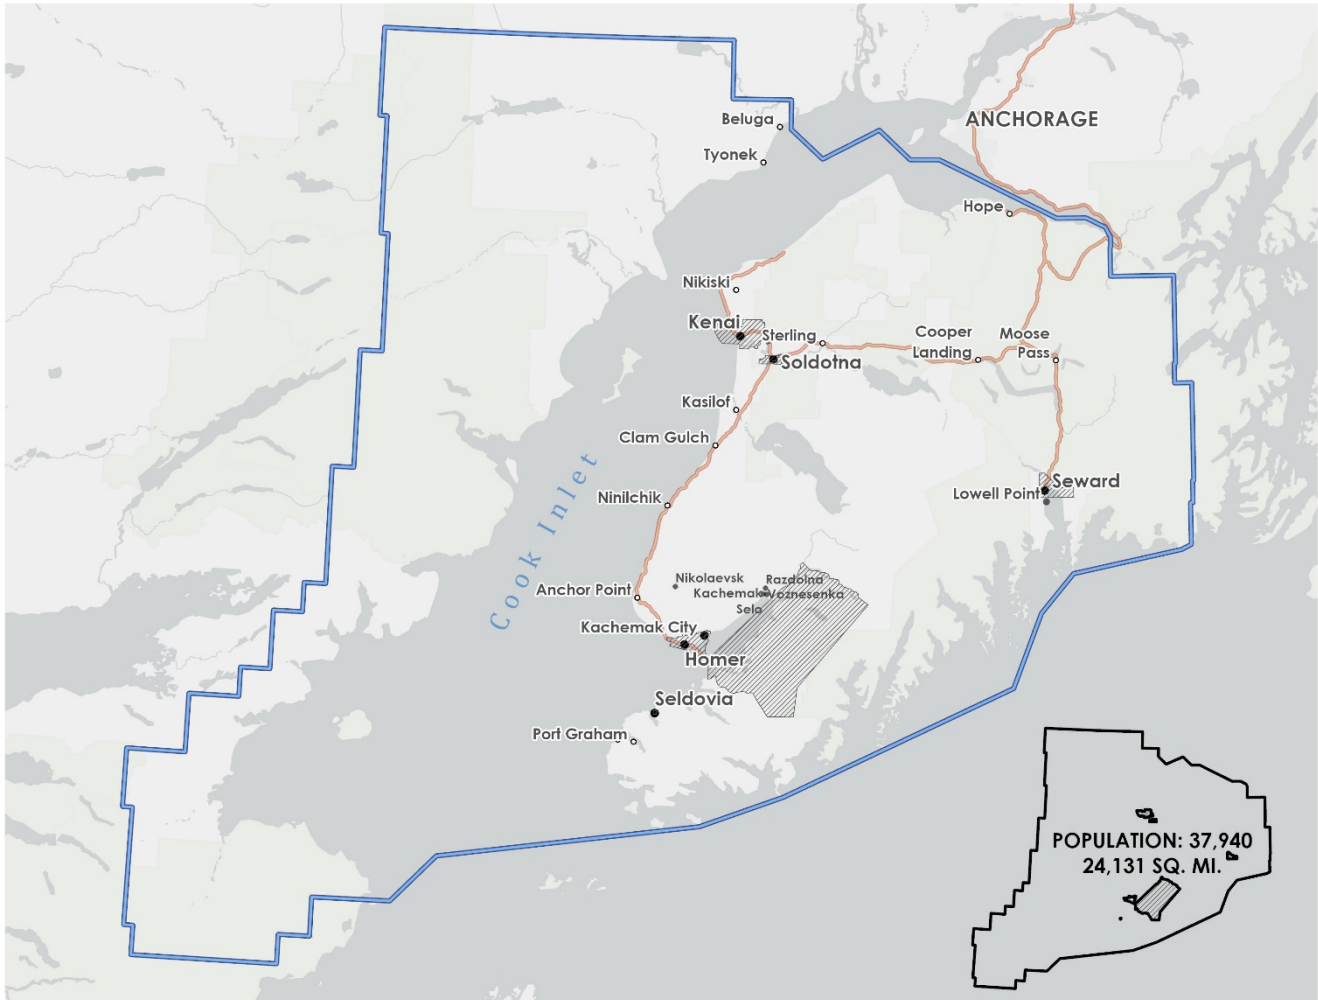 Beluga
ANCHORAGE
Tyonek
Hope
Nikiski
Kenai
Sterling
Cooper
Landing
Moose
Pass
Soldotna
Kasilof
Clam Gulch
Cook Inlet
Seward
Lowell Point
Ninilchik
Nikolaevsk
Razdolna
Anchor Point
Kachemak
Voznesenka
Selo
Kachemak City
Homer
Seldovia
Port Graham
POPULATION: 37,940
24,131 SQ. MI.